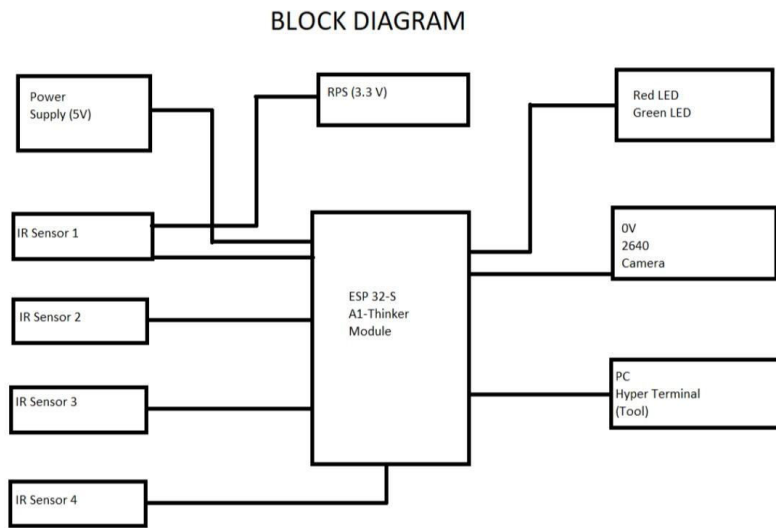 BLOCK DIAGRAM
Power
Supply (5V)
RPS (3.3 V)
Red LED
Green LED
IR Sensor 1
0V
2640
Camera
ESP 32-S
A1-Thinker
Module
IR Sensor 2
PC
Hyper Terminal
(Tool)
IR Sensor 3
IR Sensor 4